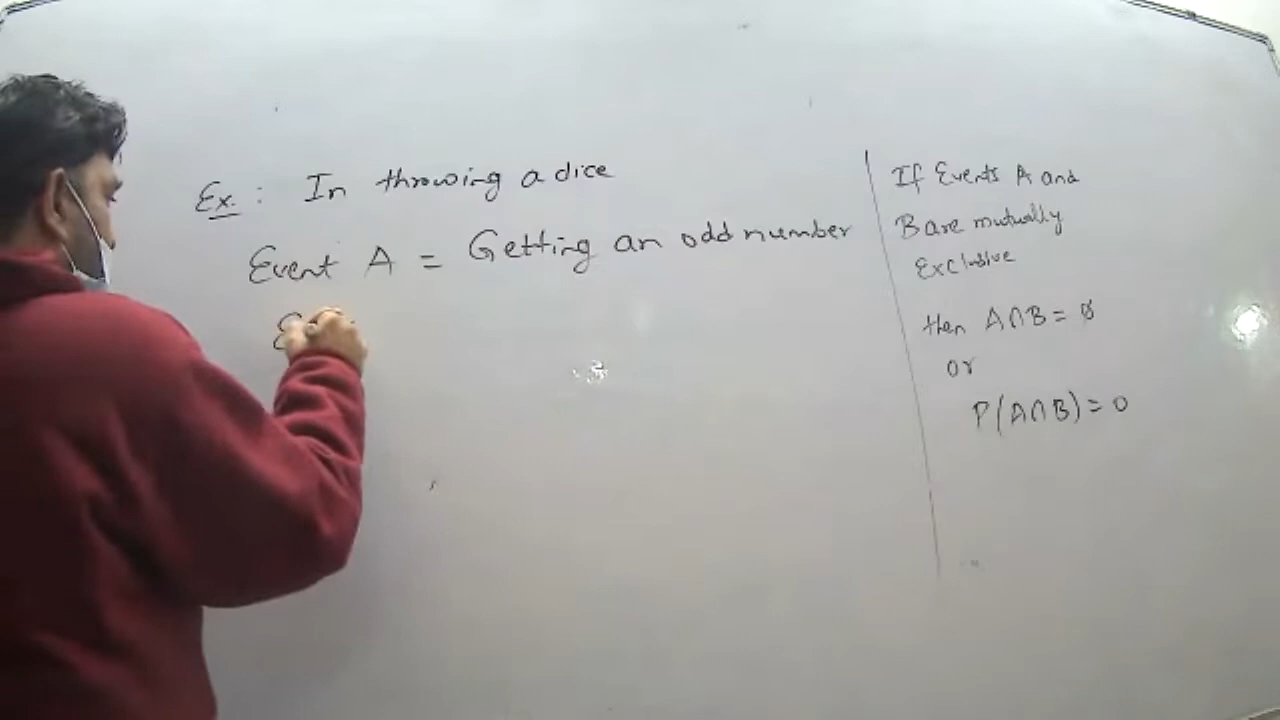 Ex. : In throwing a dice
Event A = Getting an odd number
If Events A and
B are mutually
Exclusive
then A∩B = ϕ
or
P(A∩B) = 0